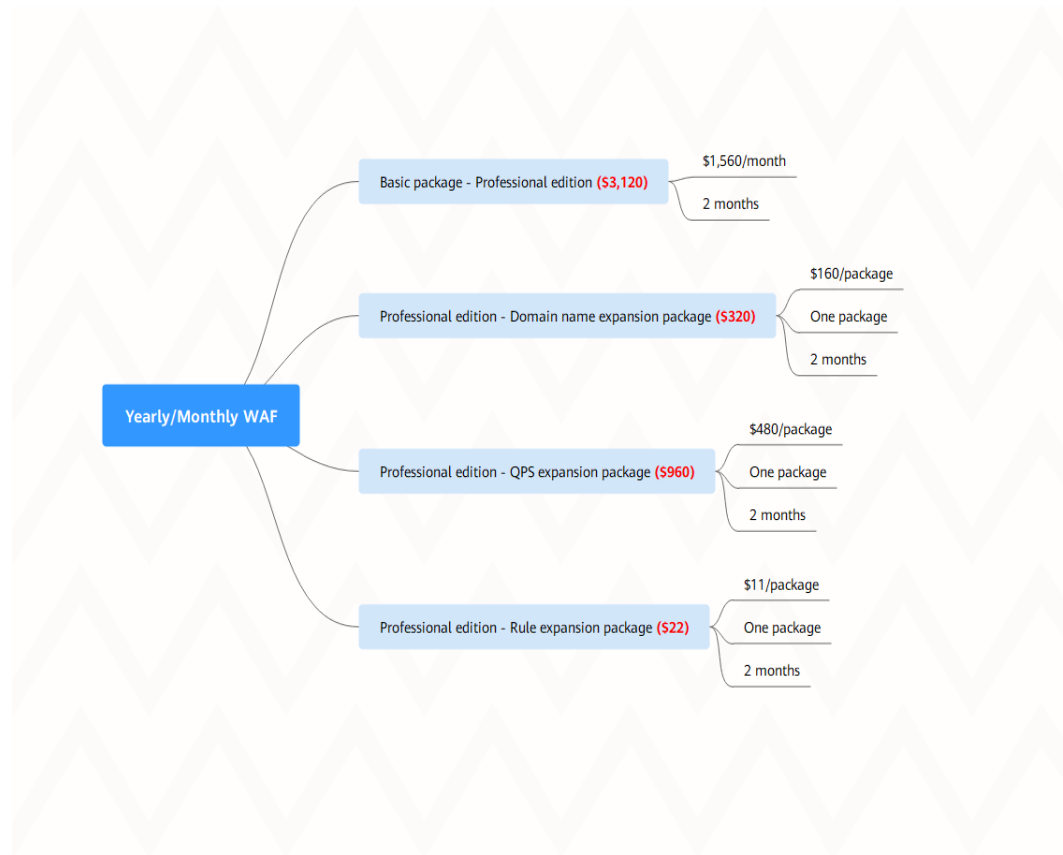 $1,560/month
Basic package - Professional edition ($3,120)
2 months
$160/package
Professional edition - Domain name expansion package ($320)
One package
2 months
Yearly/Monthly WAF
$480/package
Professional edition - QPS expansion package ($960)
One package
2 months
$11/package
Professional edition - Rule expansion package ($22)
One package
2 months